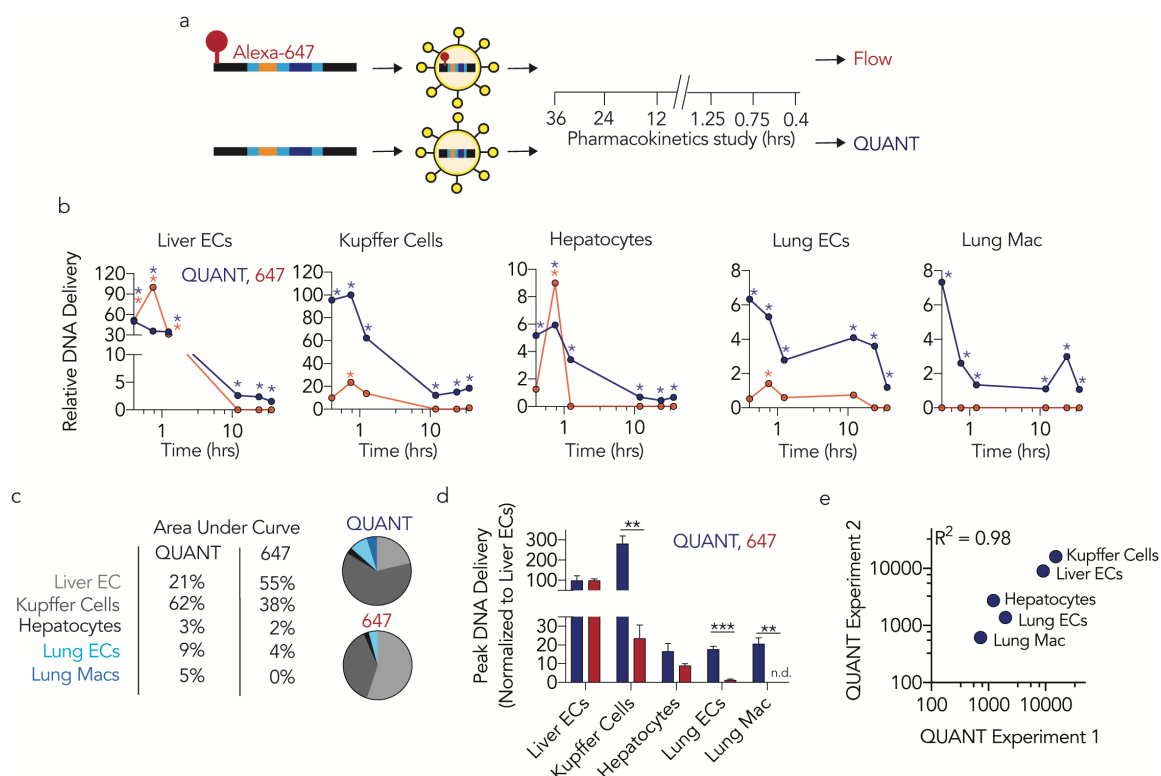 a
Alexa-647
Flow
36 24 12 1.25 0.75 0.4
Pharmacokinetics study (hrs)
QUANT
b
Liver ECs Kupffer Cells Hepatocytes Lung ECs Lung Mac
QUANT, 647
Relative DNA Delivery
120
90
60
30
10
5
0
1 10
Time (hrs)
120
100
80
60
40
20
0
1 10
Time (hrs)
10
8
6
4
2
0
1 10
Time (hrs)
8
6
4
2
0
1 10
Time (hrs)
8
6
4
2
0
1 10
Time (hrs)
c
Area Under Curve
QUANT 647
Liver EC 21% 55%
Kupffer Cells 62% 38%
Hepatocytes 3% 2%
Lung ECs 9% 4%
Lung Macs 5% 0%
QUANT
647
d
Peak DNA Delivery
(Normalized to Liver ECs)
QUANT, 647
300
200
100
30
20
10
0
**
***
**
n.d.
Liver ECs
Kupffer Cells
Hepatocytes
Lung ECs
Lung Mac
e
QUANT Experiment 2
R² = 0.98
10000
1000
100
Kupffer Cells
Liver ECs
Hepatocytes
Lung ECs
Lung Mac
100 1000 10000
QUANT Experiment 1